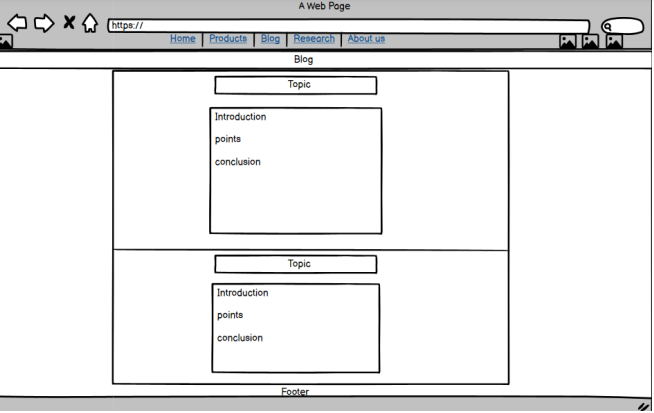 A Web Page
https://
Home Products Blog Research About us
Blog
Topic
Introduction
points
conclusion
Topic
Introduction
points
conclusion
Footer